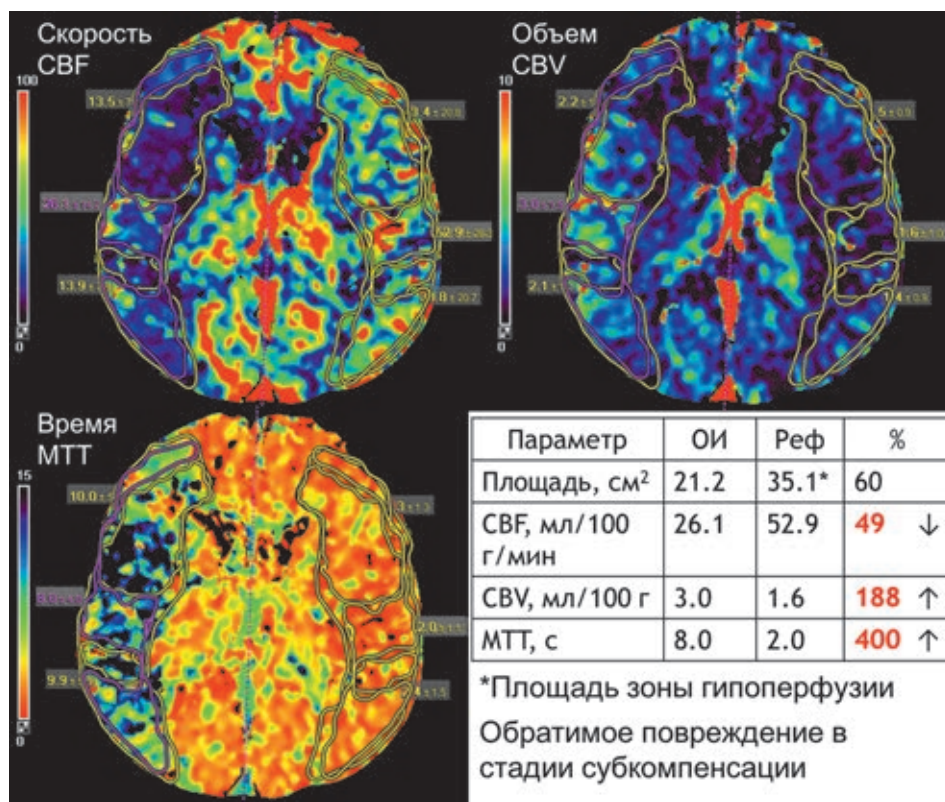 Скорость
CBF
100
13.5
52.9
13.9
0
Объем
CBV
10
2.2
1.6
2.1
0
Время
MTT
15
10.0
2.0
9.9
0
Параметр ОИ Реф %
Площадь, см² 21.2 35.1* 60
CBF, мл/100 26.1 52.9 49 ↓
г/мин
CBV, мл/100 г 3.0 1.6 188 ↑
MTT, с 8.0 2.0 400 ↑
*Площадь зоны гипоперфузии
Обратимое повреждение в
стадии субкомпенсации